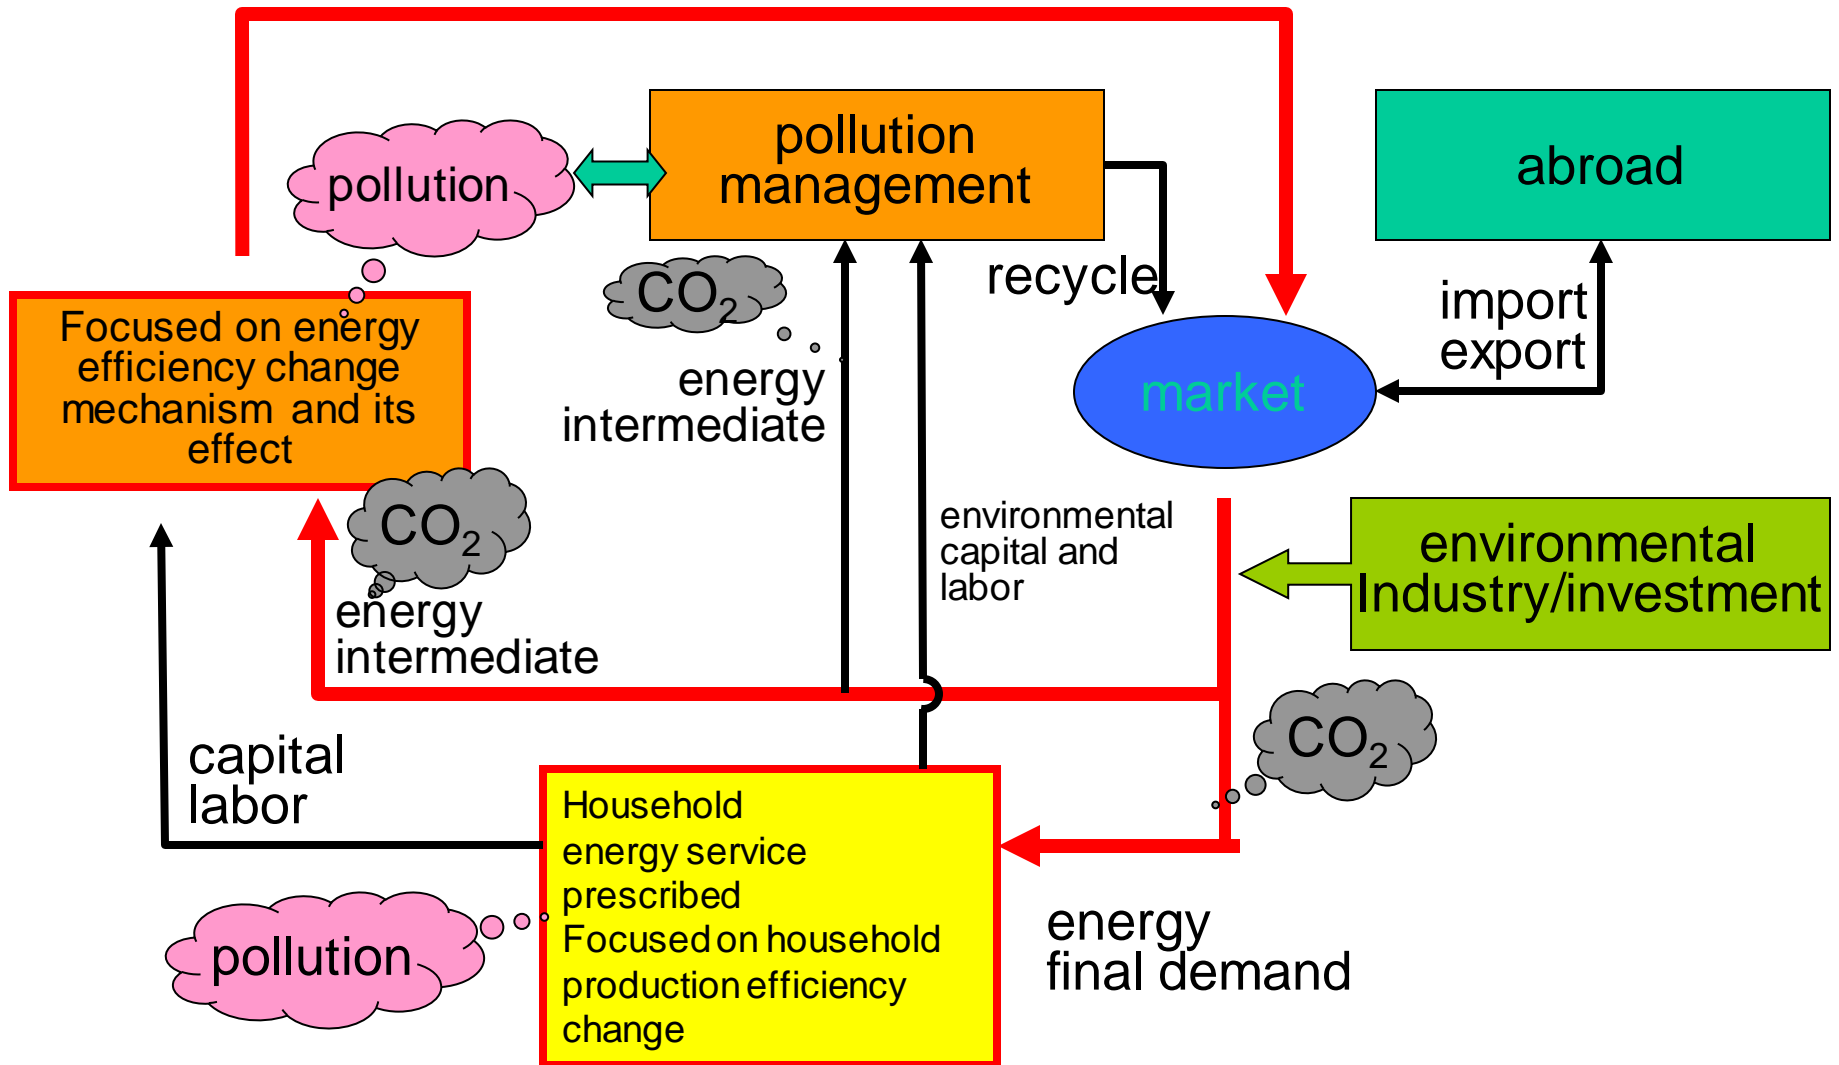 pollution
management
abroad
pollution
CO2
recycle
import
export
Focused on energy
efficiency change
mechanism and its
effect
energy
intermediate
market
CO2
environmental
capital and
labor
environmental
Industry/investment
energy
intermediate
CO2
capital
labor
Household
energy service
prescribed
Focused on household
production efficiency
change
pollution
energy
final demand